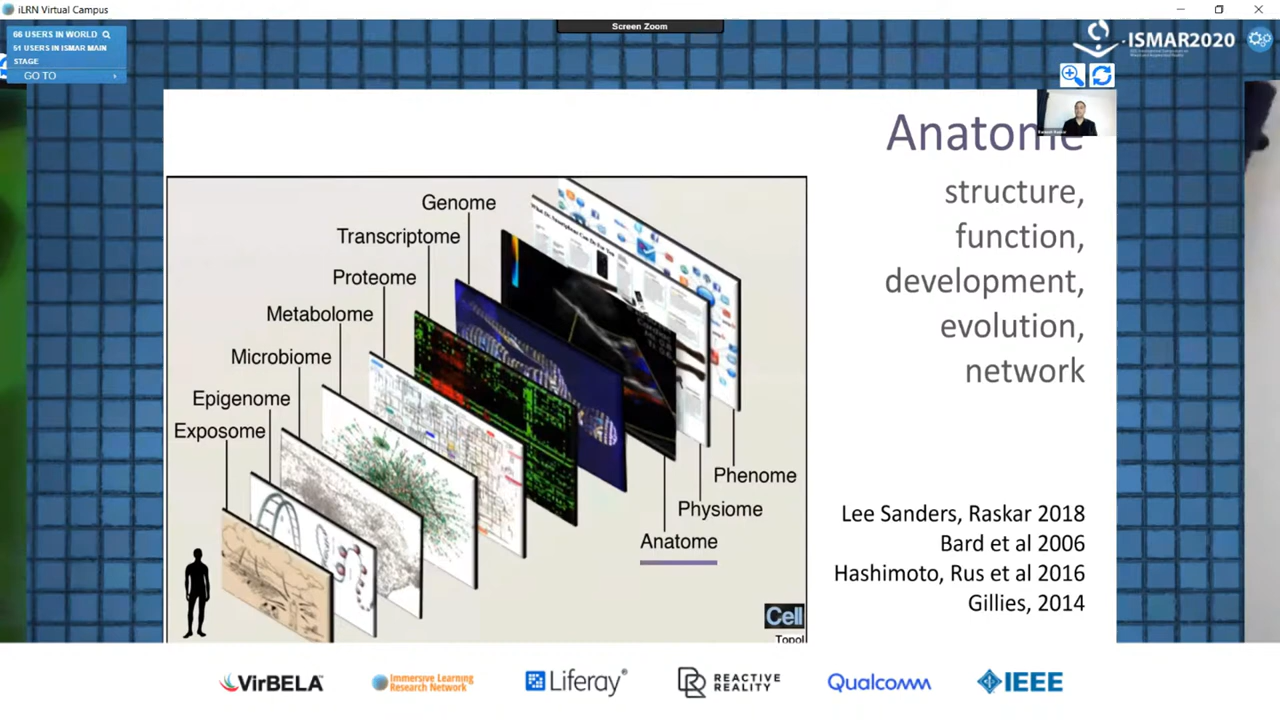 iLRN Virtual Campus
Screen Zoom
66 USERS IN WORLD
51 USERS IN ISMAR MAIN
STAGE
GO TO
ISMAR2020
Anatome
structure,
function,
development,
evolution,
network
Genome
Transcriptome
Proteome
Metabolome
Microbiome
Epigenome
Exposome
Phenome
Physiome
Anatome
Lee Sanders, Raskar 2018
Bard et al 2006
Hashimoto, Rus et al 2016
Gillies, 2014
Cell
Topol
VIRBELA
Immersive Learning
Research Network
Liferay
REACTIVE
REALITY
Qualcomm
IEEE